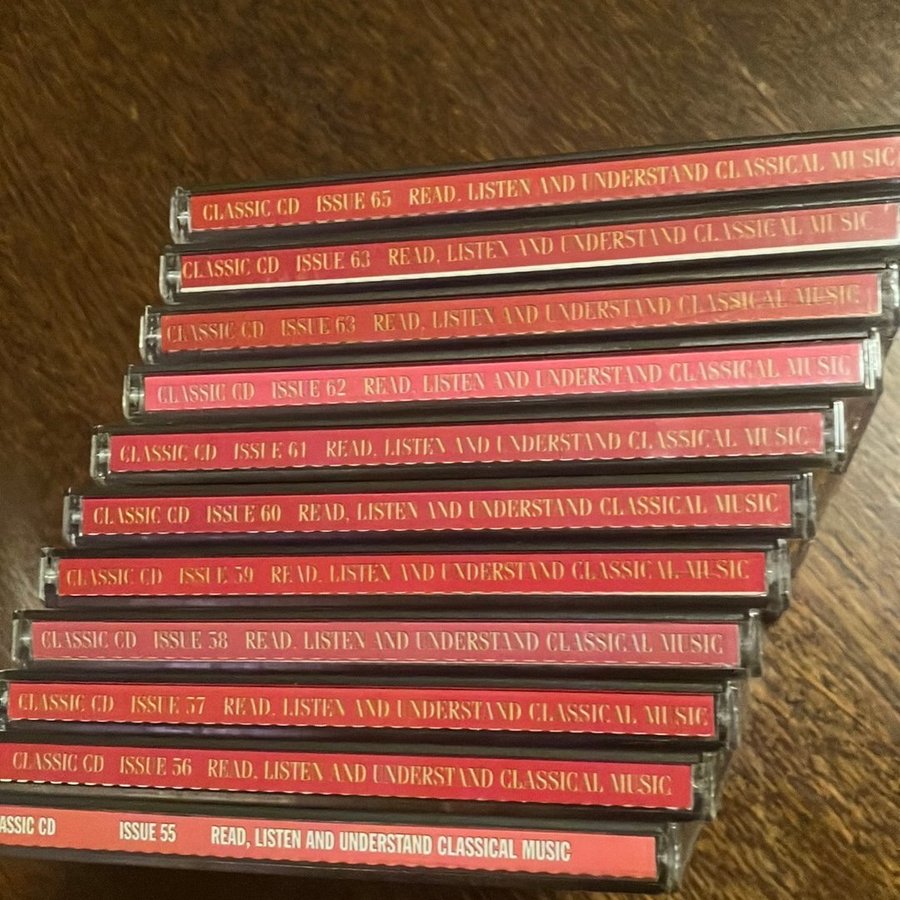 CLASSIC CD ISSUE 65 READ, LISTEN AND UNDERSTAND CLASSICAL MUSIC
CLASSIC CD ISSUE 63 READ, LISTEN AND UNDERSTAND CLASSICAL MUSIC
CLASSIC CD ISSUE 63 READ, LISTEN AND UNDERSTAND CLASSICAL MUSIC
CLASSIC CD ISSUE 62 READ, LISTEN AND UNDERSTAND CLASSICAL MUSIC
CLASSIC CD ISSUE 61 READ, LISTEN AND UNDERSTAND CLASSICAL MUSIC
CLASSIC CD ISSUE 60 READ, LISTEN AND UNDERSTAND CLASSICAL MUSIC
CLASSIC CD ISSUE 59 READ, LISTEN AND UNDERSTAND CLASSICAL MUSIC
CLASSIC CD ISSUE 58 READ, LISTEN AND UNDERSTAND CLASSICAL MUSIC
CLASSIC CD ISSUE 57 READ, LISTEN AND UNDERSTAND CLASSICAL MUSIC
CLASSIC CD ISSUE 56 READ, LISTEN AND UNDERSTAND CLASSICAL MUSIC
ASSIC CD ISSUE 55 READ, LISTEN AND UNDERSTAND CLASSICAL MUSIC